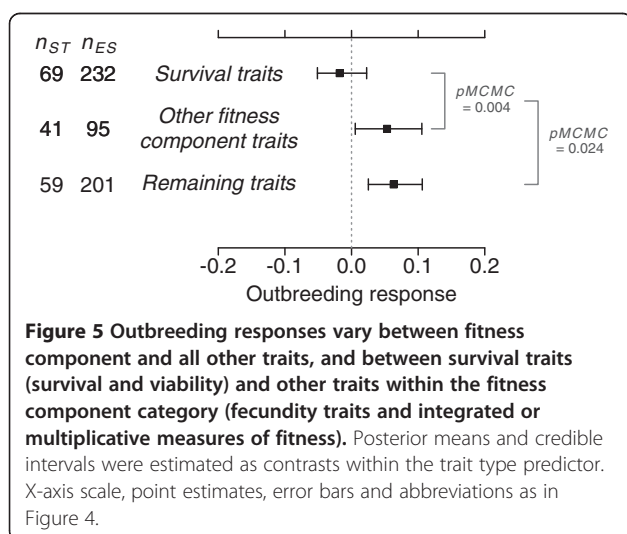 nST nES
69 232 Survival traits
pMCMC
= 0.004
41 95 Other fitness
component traits
pMCMC
= 0.024
59 201 Remaining traits
-0.2 -0.1 0.0 0.1 0.2
Outbreeding response
Figure 5 Outbreeding responses vary between fitness
component and all other traits, and between survival traits
(survival and viability) and other traits within the fitness
component category (fecundity traits and integrated or
multiplicative measures of fitness). Posterior means and credible
intervals were estimated as contrasts within the trait type predictor.
X-axis scale, point estimates, error bars and abbreviations as in
Figure 4.